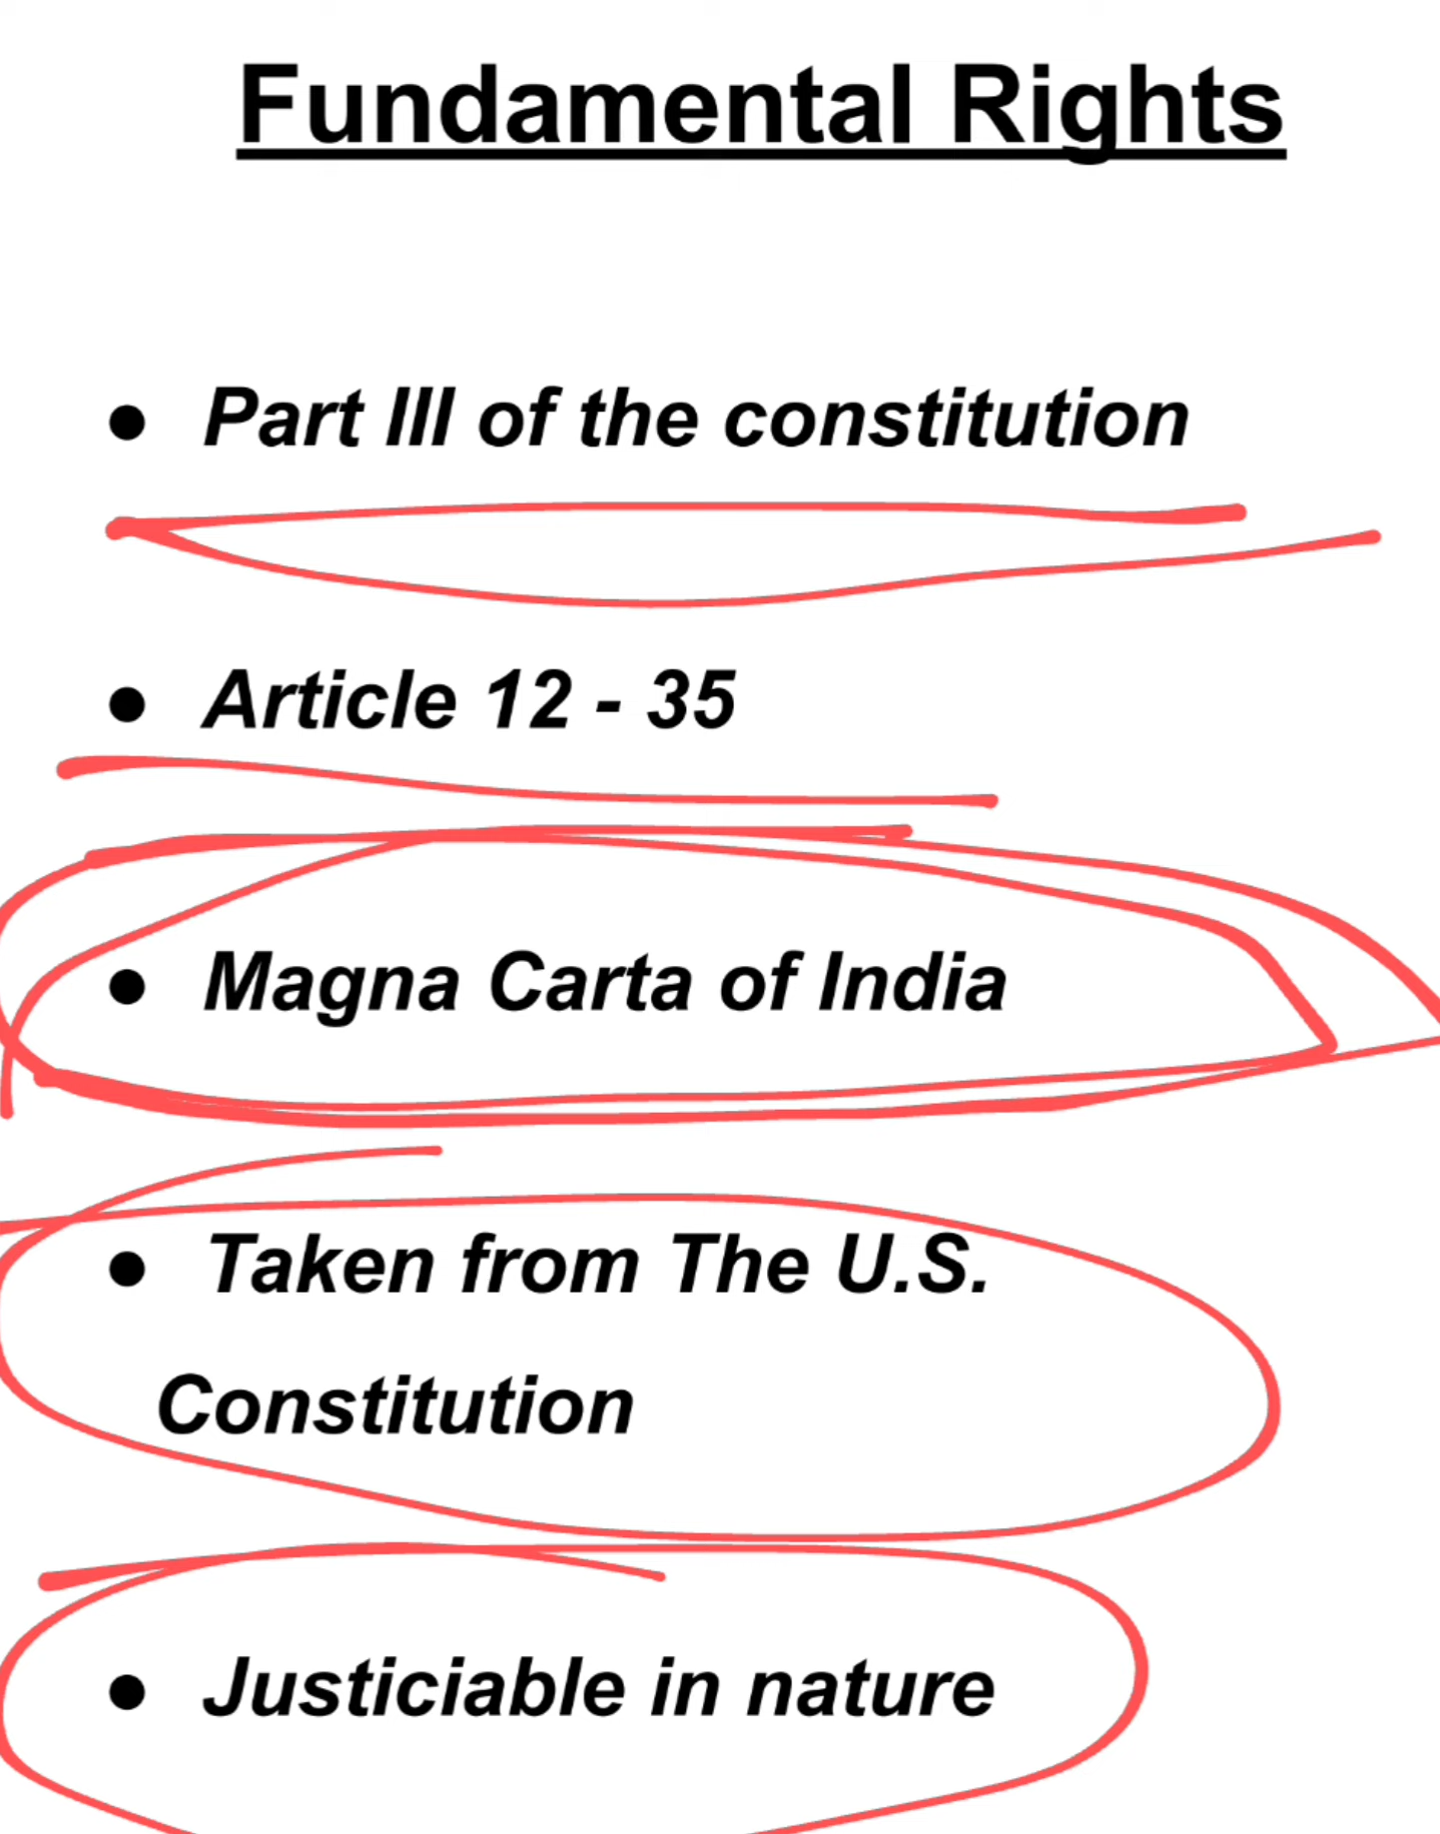 Fundamental Rights
● Part III of the constitution
● Article 12 - 35
● Magna Carta of India
● Taken from The U.S.
Constitution
● Justiciable in nature